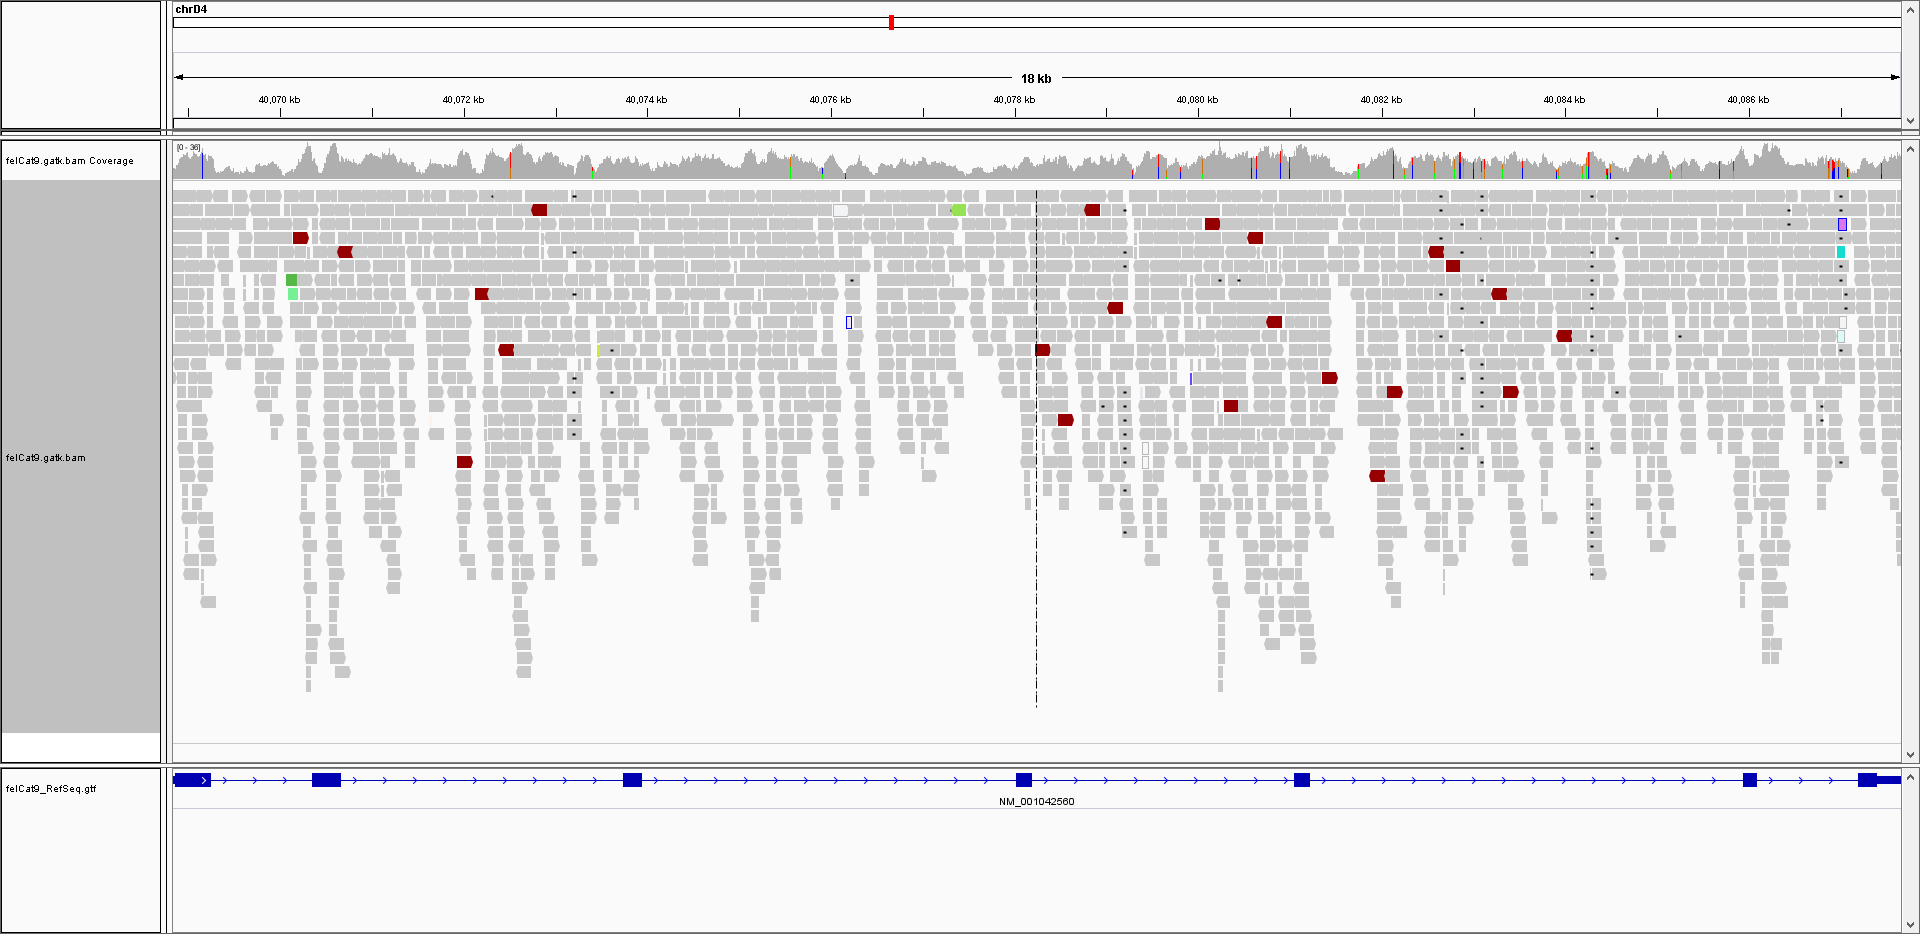 chrD4
18 kb
40,070 kb 40,072 kb 40,074 kb 40,076 kb 40,078 kb 40,080 kb 40,082 kb 40,084 kb 40,086 kb
felCat9.gatk.bam Coverage
[0 - 36]
felCat9.gatk.bam
felCat9_RefSeq.gtf
NM_001042560